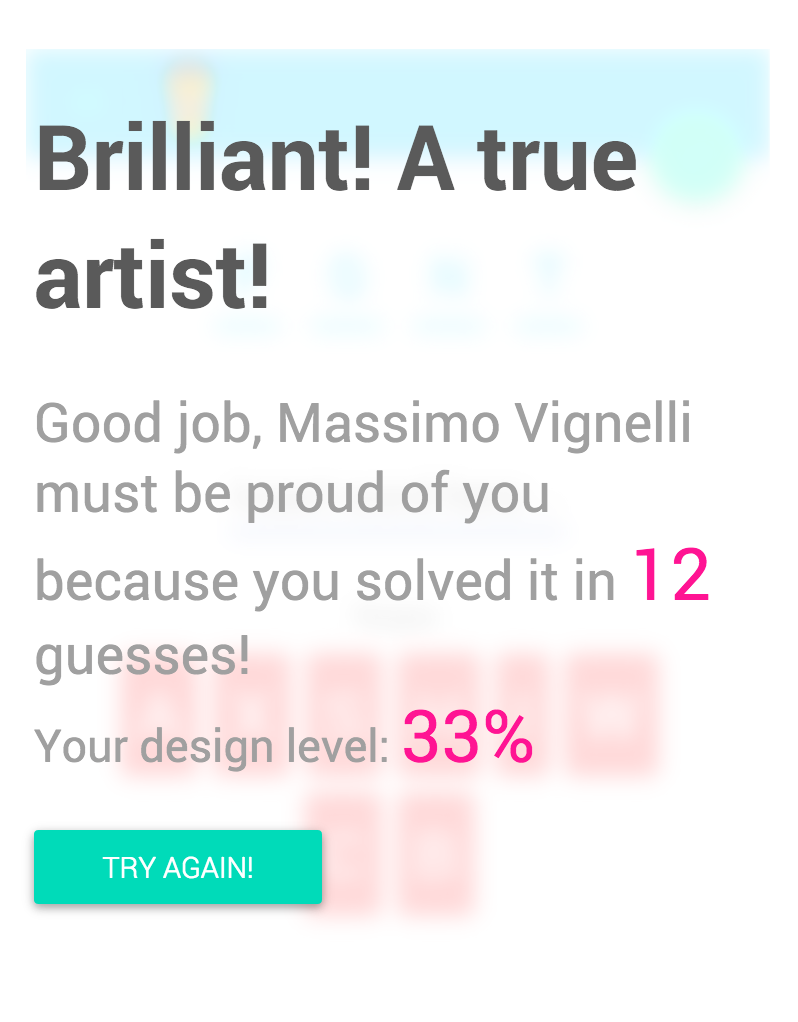 Brilliant! A true
artist!
Good job, Massimo Vignelli
must be proud of you
because you solved it in 12
guesses!
Your design level: 33%
TRY AGAIN!